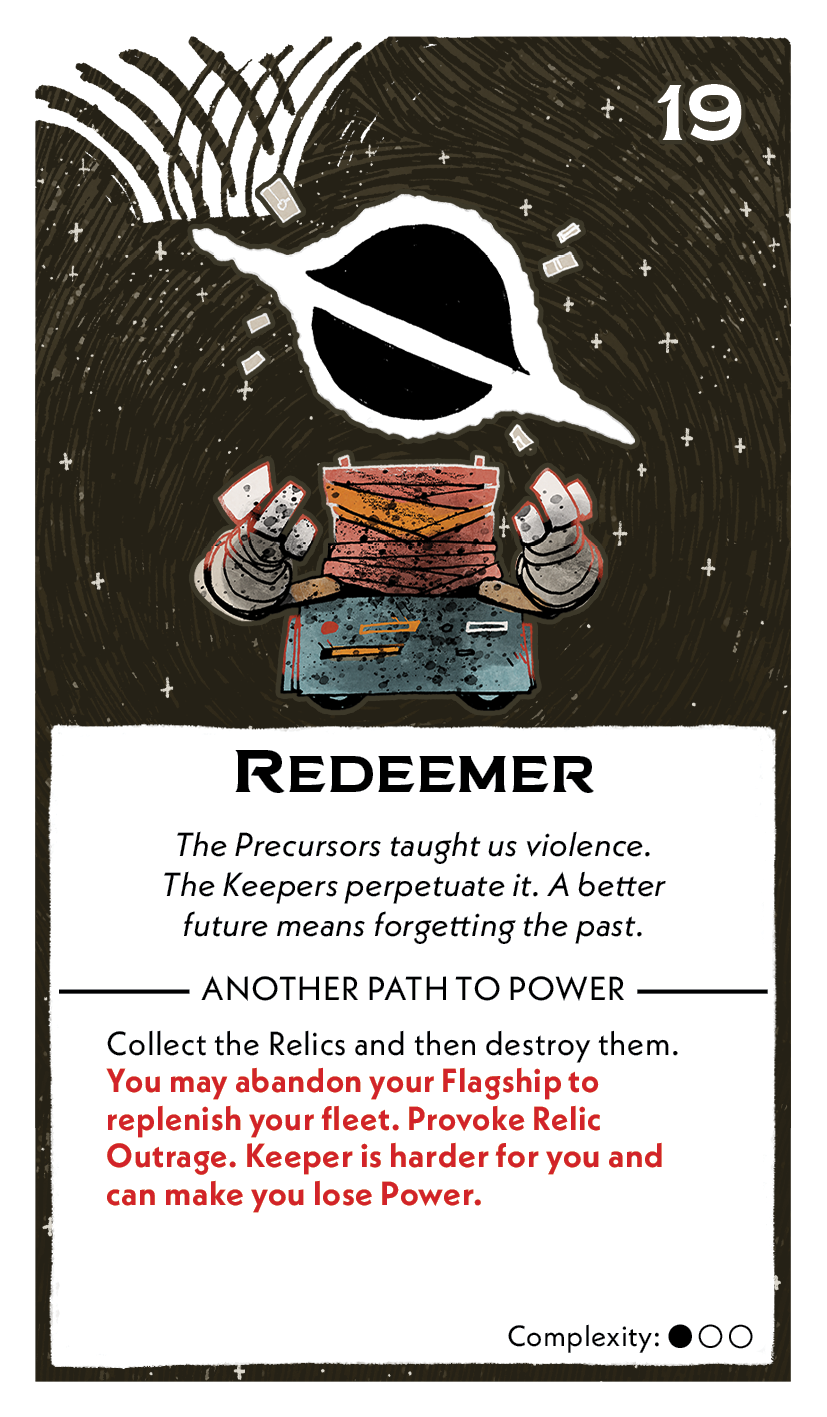 19
REDEEMER
The Precursors taught us violence.
The Keepers perpetuate it. A better
future means forgetting the past.
ANOTHER PATH TO POWER
Collect the Relics and then destroy them.
You may abandon your Flagship to
replenish your fleet. Provoke Relic
Outrage. Keeper is harder for you and
can make you lose Power.
Complexity: ●○○